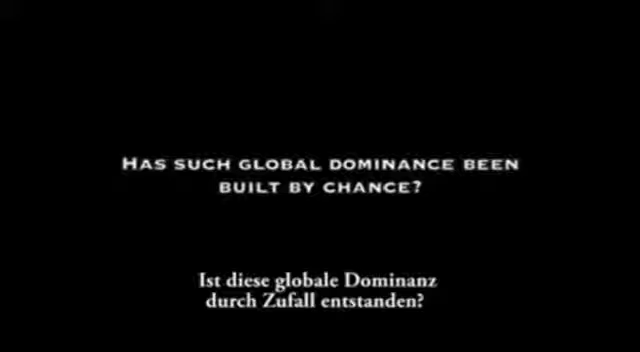 HAS SUCH GLOBAL DOMINANCE BEEN
BUILT BY CHANCE?
Ist diese globale Dominanz
durch Zufall entstanden?